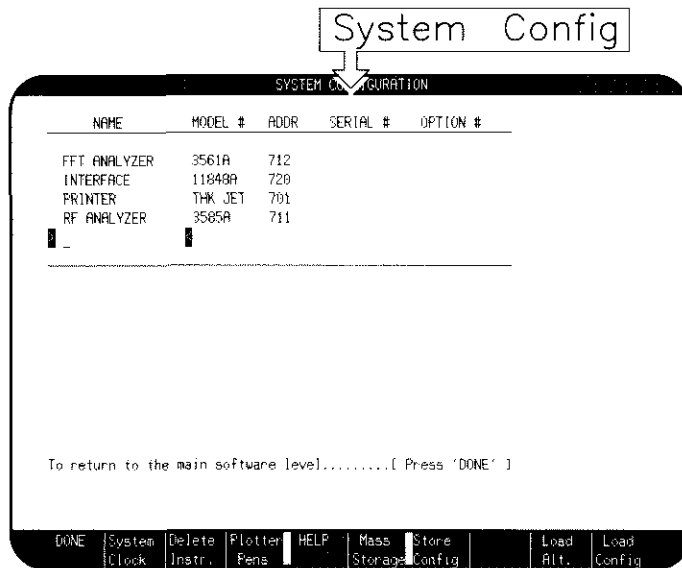 System Config
SYSTEM CONFIGURATION
NAME MODEL # ADDR SERIAL # OPTION #
FFT ANALYZER 3561A 712
INTERFACE 11848A 720
PRINTER THK JET 701
RF ANALYZER 3585A 711
To return to the main software level.........[ Press 'DONE' ]
DONE System Delete Plotter HELP Mass Store Load Load
Clock Instr. Pens Storage Config Alt. Config